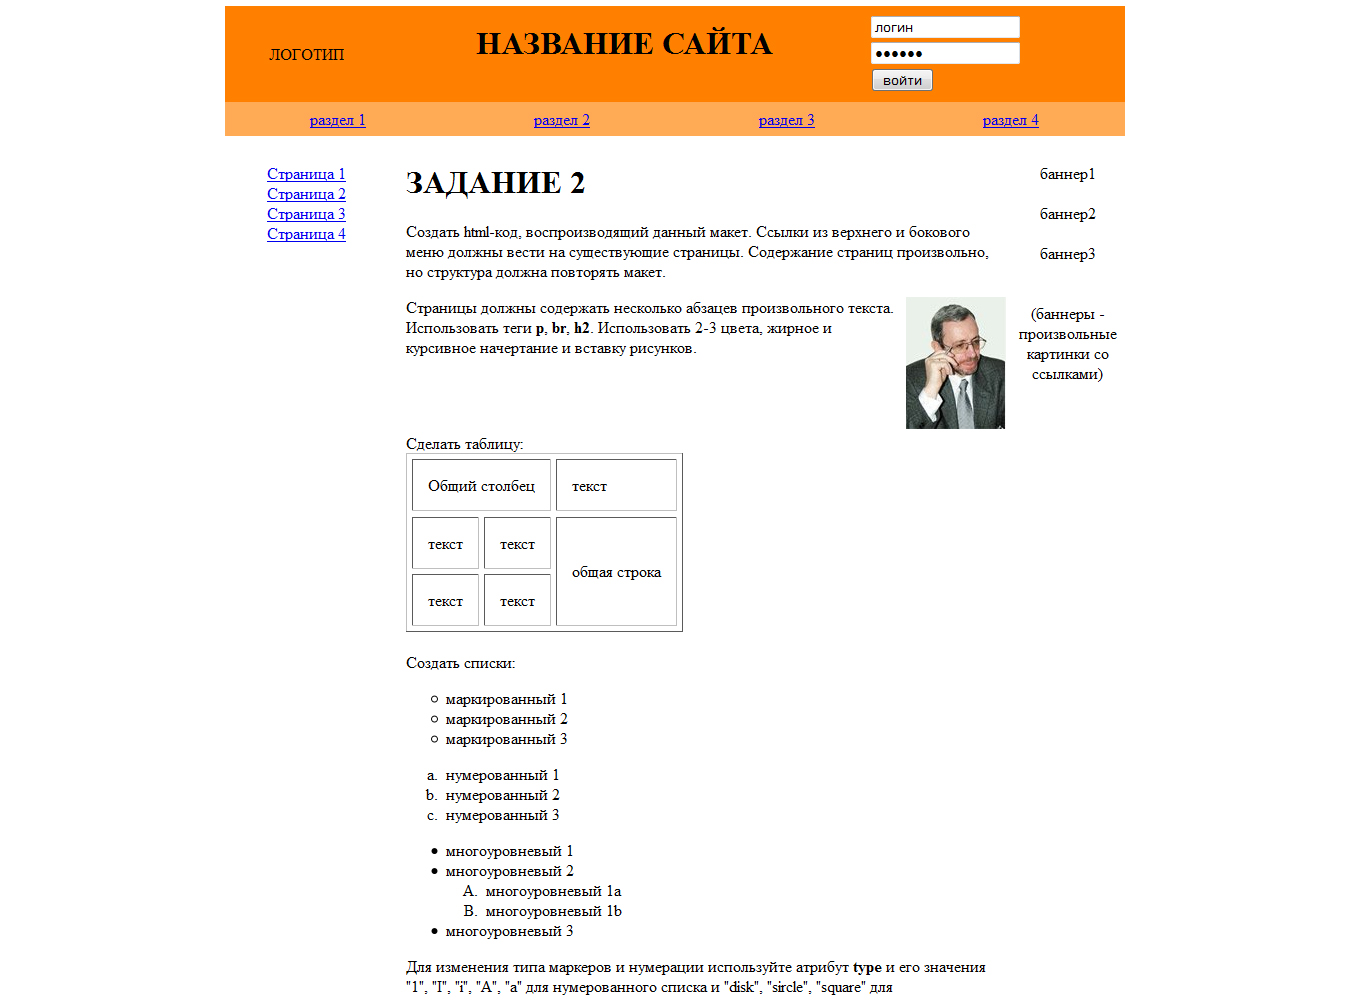 ЛОГОТИП
НАЗВАНИЕ САЙТА
логин
••••••
войти
раздел 1
раздел 2
раздел 3
раздел 4
Страница 1
Страница 2
Страница 3
Страница 4
ЗАДАНИЕ 2
Создать html-код, воспроизводящий данный макет. Ссылки из верхнего и бокового
меню должны вести на существующие страницы. Содержание страниц произвольно,
но структура должна повторять макет.
Страницы должны содержать несколько абзацев произвольного текста.
Использовать теги p, br, h2. Использовать 2-3 цвета, жирное и
курсивное начертание и вставку рисунков.
Сделать таблицу:
Общий столбец
текст
текст
текст
общая строка
текст
текст
Создать списки:
маркированный 1
маркированный 2
маркированный 3
a. нумерованный 1
b. нумерованный 2
c. нумерованный 3
многоуровневый 1
многоуровневый 2
A. многоуровневый 1a
B. многоуровневый 1b
многоуровневый 3
Для изменения типа маркеров и нумерации используйте атрибут type и его значения
"1", "I", "i", "A", "a" для нумерованного списка и "disk", "sircle", "square" для
баннер1
баннер2
баннер3
(баннеры -
произвольные
картинки со
ссылками)